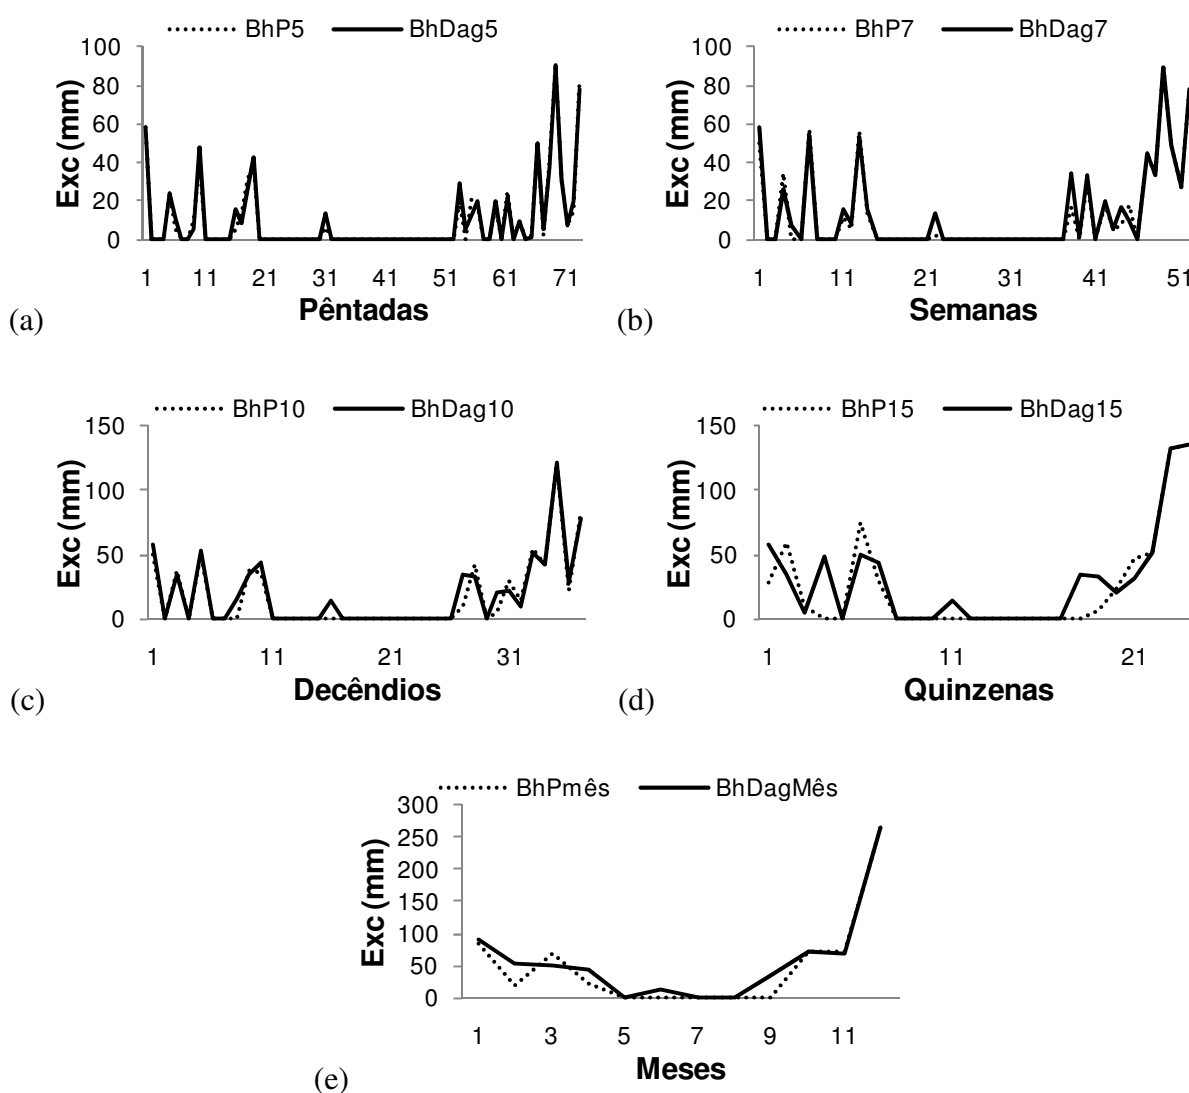 BhP5 BhDag5
100
80
60
40
20
0
Exc (mm)
1 11 21 31 41 51 61 71
Pêntadas
(a)
BhP7 BhDag7
100
80
60
40
20
0
Exc (mm)
1 11 21 31 41 51
Semanas
(b)
BhP10 BhDag10
150
100
50
0
Exc (mm)
1 11 21 31
Decêndios
(c)
BhP15 BhDag15
150
100
50
0
Exc (mm)
1 11 21
Quinzenas
(d)
BhPmês BhDagMês
300
250
200
150
100
50
0
Exc (mm)
1 3 5 7 9 11
Meses
(e)